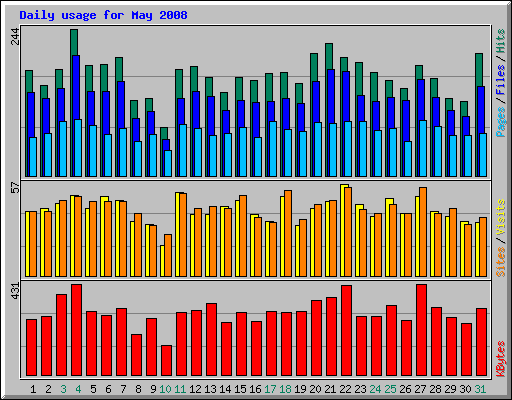 Daily usage for May 2008
244
Pages / Files / Hits
57
Sites / Visits
431
KBytes
1 2 3 4 5 6 7 8 9 10 11 12 13 14 15 16 17 18 19 20 21 22 23 24 25 26 27 28 29 30 31